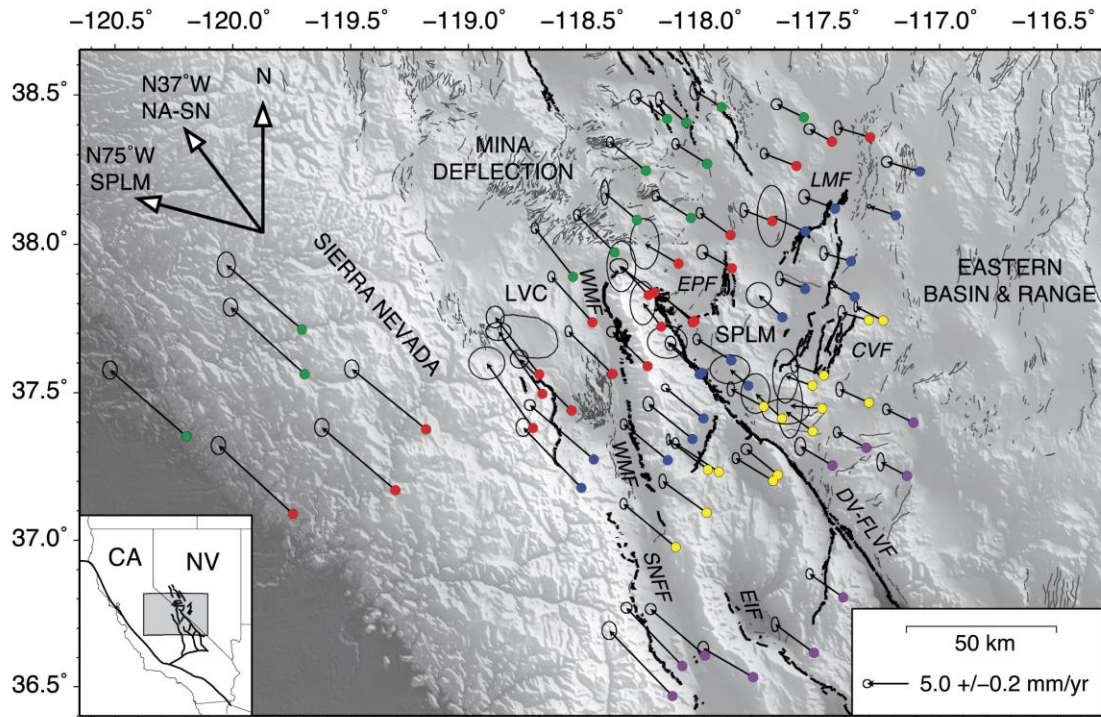 −120.5° −120.0° −119.5° −119.0° −118.5° −118.0° −117.5° −117.0° −116.5°
38.5°
38.0°
37.5°
37.0°
36.5°
N37°W
NA-SN
N
N75°W
SPLM
MINA
DEFLECTION
LMF
SIERRA NEVADA
LVC
WMF
EPF
SPLM
EASTERN
BASIN & RANGE
CVF
WMF
DV-FLVF
SNFF
EIF
CA
NV
50 km
5.0 +/−0.2 mm/yr